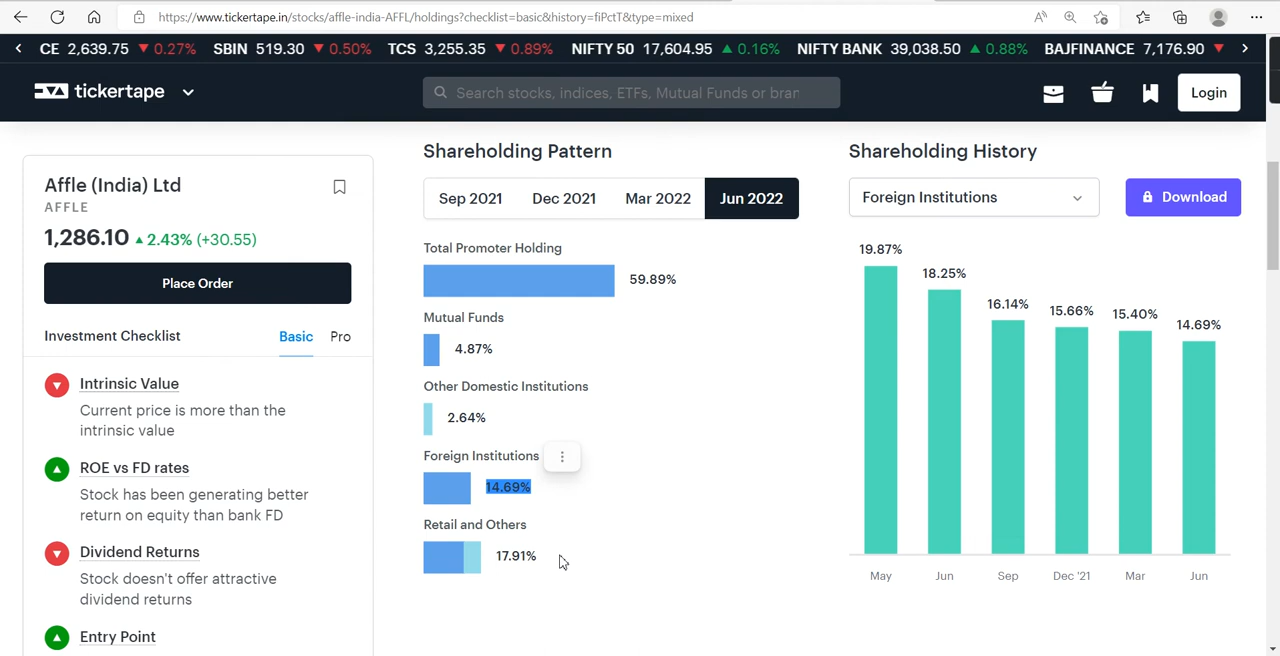 https://www.tickertape.in/stocks/affle-india-AFFL/holdings?checklist=basic&history=fiPctT&type=mixed
CE 2,639.75 ▼ 0.27% SBIN 519.30 ▼ 0.50% TCS 3,255.35 ▼ 0.89% NIFTY 50 17,604.95 ▲ 0.16% NIFTY BANK 39,038.50 ▲ 0.88% BAJFINANCE 7,176.90 ▼
tickertape
Search stocks, indices, ETFs, Mutual Funds or brar
Login
Affle (India) Ltd
AFFLE
1,286.10 ▲ 2.43% (+30.55)
Place Order
Investment Checklist Basic Pro
Intrinsic Value
Current price is more than the
intrinsic value
ROE vs FD rates
Stock has been generating better
return on equity than bank FD
Dividend Returns
Stock doesn't offer attractive
dividend returns
Entry Point
Shareholding Pattern
Sep 2021 Dec 2021 Mar 2022 Jun 2022
Total Promoter Holding
59.89%
Mutual Funds
4.87%
Other Domestic Institutions
2.64%
Foreign Institutions
14.69%
Retail and Others
17.91%
Shareholding History
Foreign Institutions
Download
19.87%
18.25%
16.14%
15.66%
15.40%
14.69%
May Jun Sep Dec '21 Mar Jun